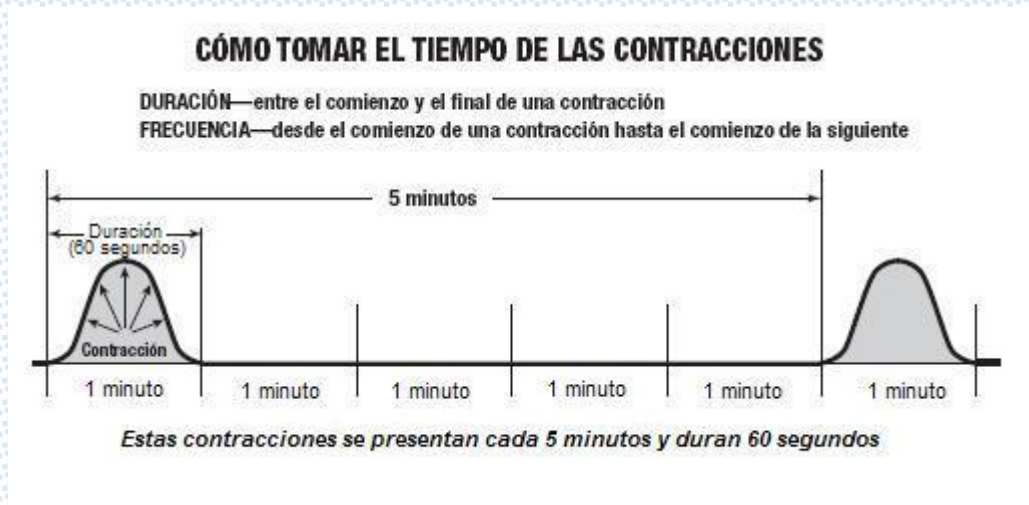 CÓMO TOMAR EL TIEMPO DE LAS CONTRACCIONES
DURACIÓN—entre el comienzo y el final de una contracción
FRECUENCIA—desde el comienzo de una contracción hasta el comienzo de la siguiente
5 minutos
Duración
(60 segundos)
Contracción
1 minuto 1 minuto 1 minuto 1 minuto 1 minuto 1 minuto
Estas contracciones se presentan cada 5 minutos y duran 60 segundos